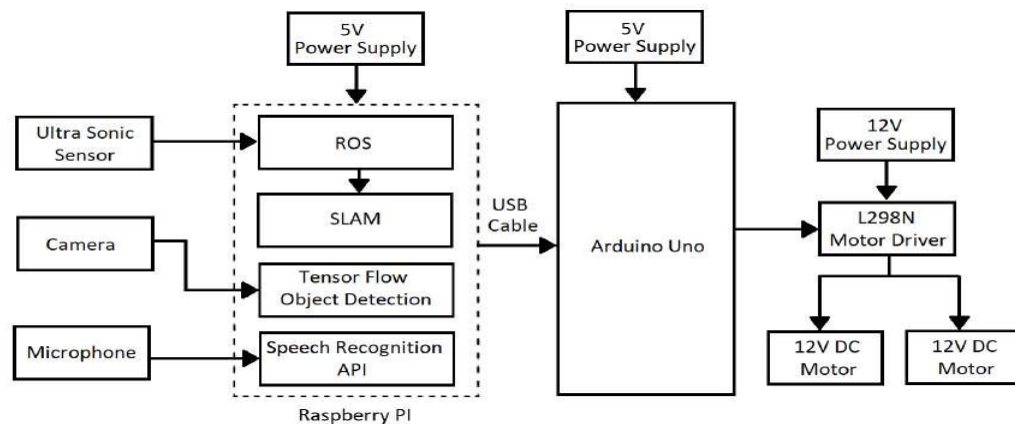 5V
Power Supply
5V
Power Supply
Ultra Sonic
Sensor
ROS
12V
Power Supply
SLAM
USB
Cable
Camera
Arduino Uno
L298N
Motor Driver
Tensor Flow
Object Detection
Microphone
Speech Recognition
API
12V DC
Motor
12V DC
Motor
Raspberry PI